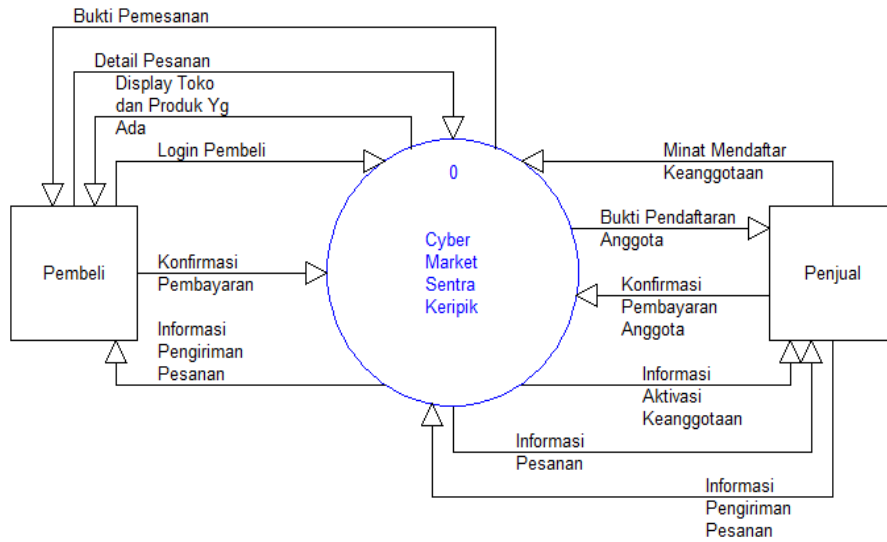 Bukti Pemesanan
Detail Pesanan
Display Toko
dan Produk Yg
Ada
Login Pembeli
Pembeli
Konfirmasi
Pembayaran
Informasi
Pengiriman
Pesanan
0
Cyber
Market
Sentra
Keripik
Minat Mendaftar
Keanggotaan
Bukti Pendaftaran
Anggota
Penjual
Konfirmasi
Pembayaran
Anggota
Informasi
Aktivasi
Keanggotaan
Informasi
Pesanan
Informasi
Pengiriman
Pesanan